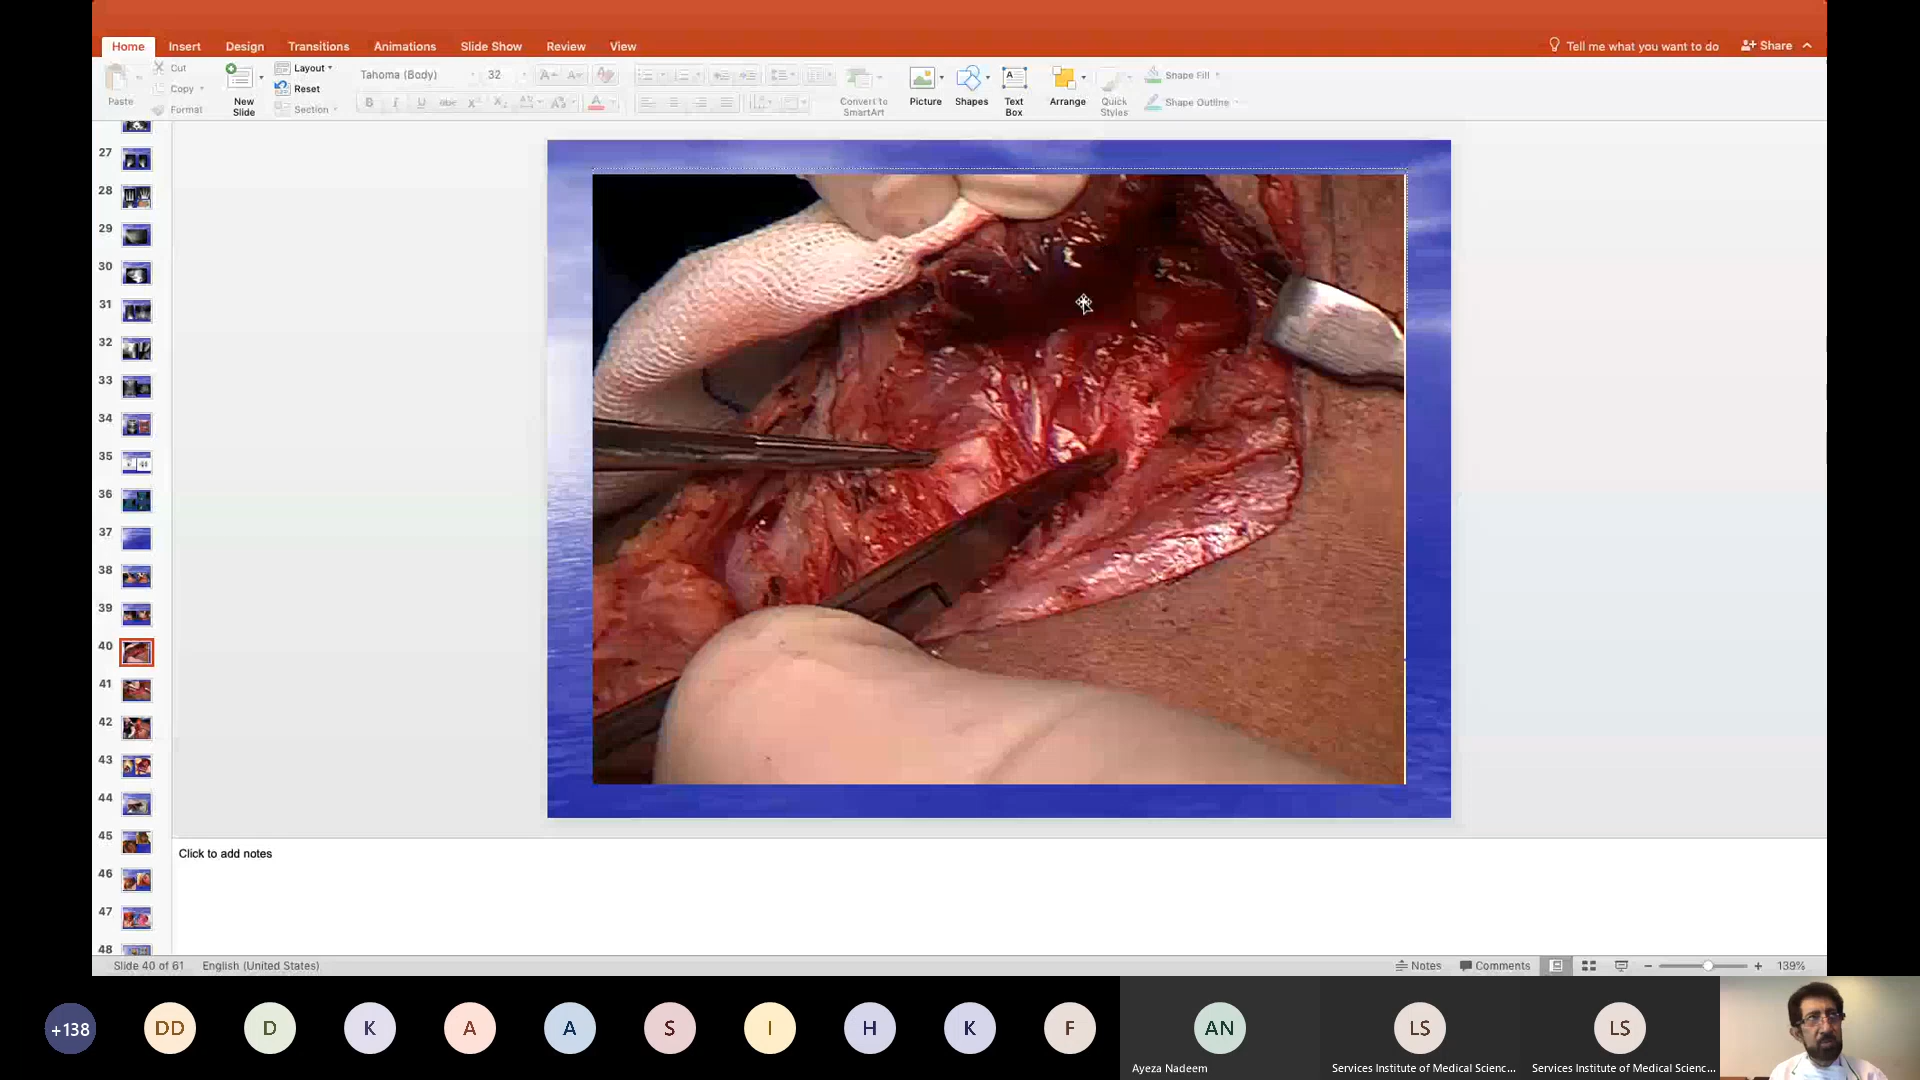 Home Insert Design Transitions Animations Slide Show Review View Tell me what you want to do Share
Cut Layout Tahoma (Body) 32 Shape Fill
Copy Reset
Paste Format New Slide Section Convert to SmartArt Picture Shapes Text Box Arrange Quick Styles Shape Outline
27
28
29
30
31
32
33
34
35
36
37
38
39
40
41
42
43
44
45
46
47
48
Click to add notes
Slide 40 of 61 English (United States) Notes Comments 139%
+138 DD D K A A S I H K F AN LS LS
Ayeza Nadeem Services Institute of Medical Scienc... Services Institute of Medical Scienc...